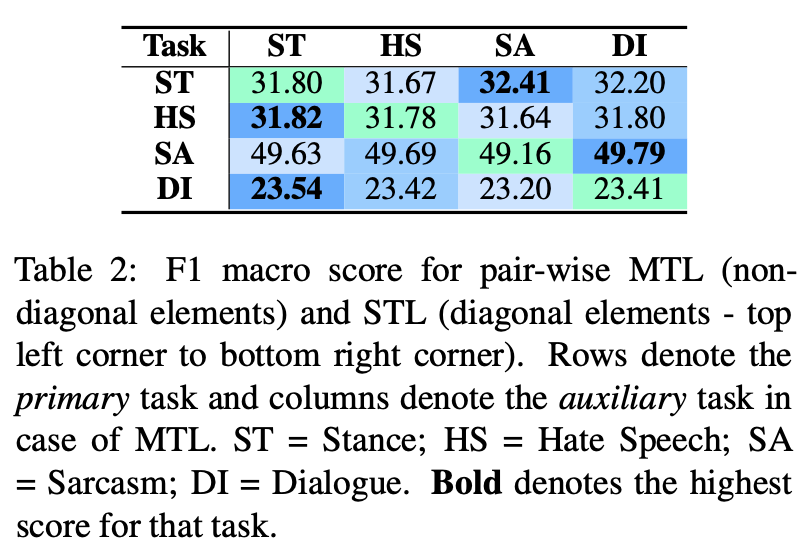 Task ST HS SA DI
ST 31.80 31.67 32.41 32.20
HS 31.82 31.78 31.64 31.80
SA 49.63 49.69 49.16 49.79
DI 23.54 23.42 23.20 23.41
Table 2: F1 macro score for pair-wise MTL (non-
diagonal elements) and STL (diagonal elements - top
left corner to bottom right corner). Rows denote the
primary task and columns denote the auxiliary task in
case of MTL. ST = Stance; HS = Hate Speech; SA
= Sarcasm; DI = Dialogue. Bold denotes the highest
score for that task.